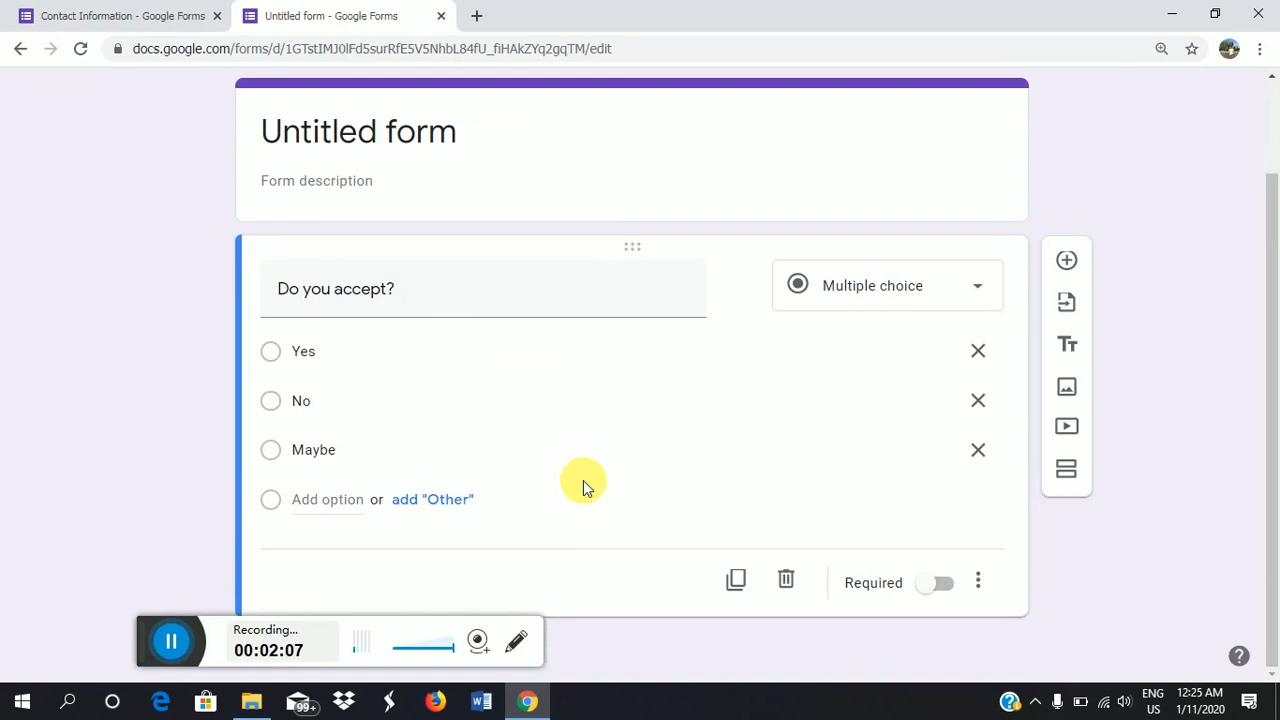 Contact Information - Google Forms
Untitled form - Google Forms
docs.google.com/forms/d/1GTstIMJ0lFd5surRfE5V5NhbL84fU_fiHAkZYq2gqTM/edit
Untitled form
Form description
Do you accept?
Multiple choice
Yes
No
Maybe
Add option or add "Other"
Required
Recording...
00:02:07
99+
ENG
US
12:25 AM
1/11/2020